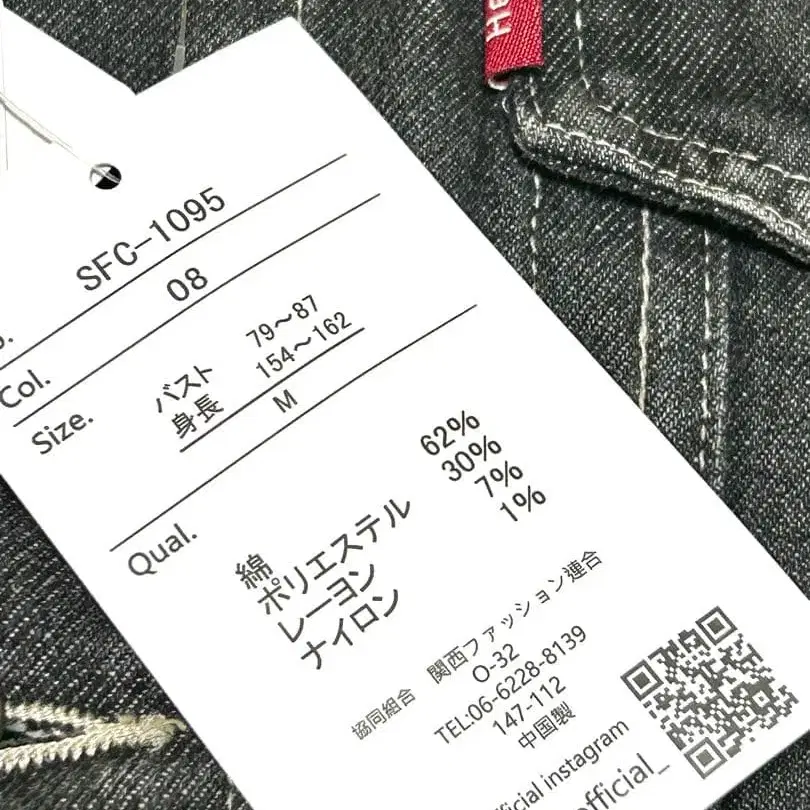 He
SFC-1095
Col. 08
Size. バスト 79～87
身長 154～162
M
Qual. 綿 62%
ポリエステル 30%
レーヨン 7%
ナイロン 1%
協同組合 関西ファッション連合
O-32
TEL:06-6228-8139
147-112
中国製
instagram
official_